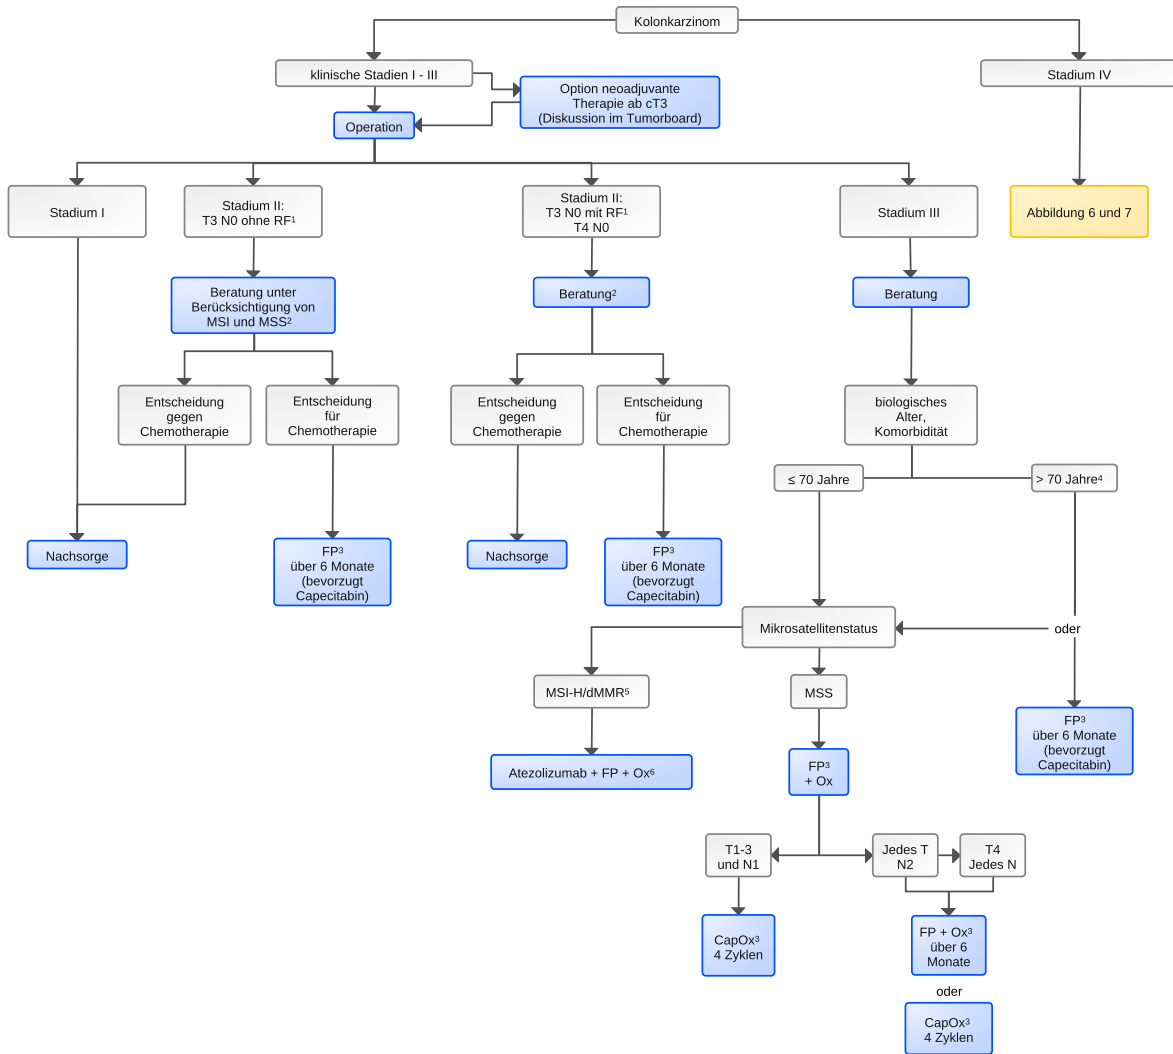 Kolonkarzinom
klinische Stadien I - III
Stadium IV
Option neoadjuvante
Therapie ab cT3
(Diskussion im Tumorboard)
Operation
Stadium I
Stadium II:
T3 N0 ohne RF¹
Stadium II:
T3 N0 mit RF¹
T4 N0
Stadium III
Abbildung 6 und 7
Beratung unter
Berücksichtigung von
MSI und MSS²
Beratung²
Beratung
Entscheidung
gegen
Chemotherapie
Entscheidung
für
Chemotherapie
Entscheidung
gegen
Chemotherapie
Entscheidung
für
Chemotherapie
biologisches
Alter,
Komorbidität
≤ 70 Jahre
> 70 Jahre⁴
Nachsorge
FP³
über 6 Monate
(bevorzugt
Capecitabin)
Nachsorge
FP³
über 6 Monate
(bevorzugt
Capecitabin)
Mikrosatellitenstatus
oder
MSI-H/dMMR⁵
MSS
FP³
über 6 Monate
(bevorzugt
Capecitabin)
Atezolizumab + FP + Ox⁶
FP³
+ Ox
T1-3
und N1
Jedes T
N2
T4
Jedes N
CapOx³
4 Zyklen
FP + Ox³
über 6
Monate
oder
CapOx³
4 Zyklen